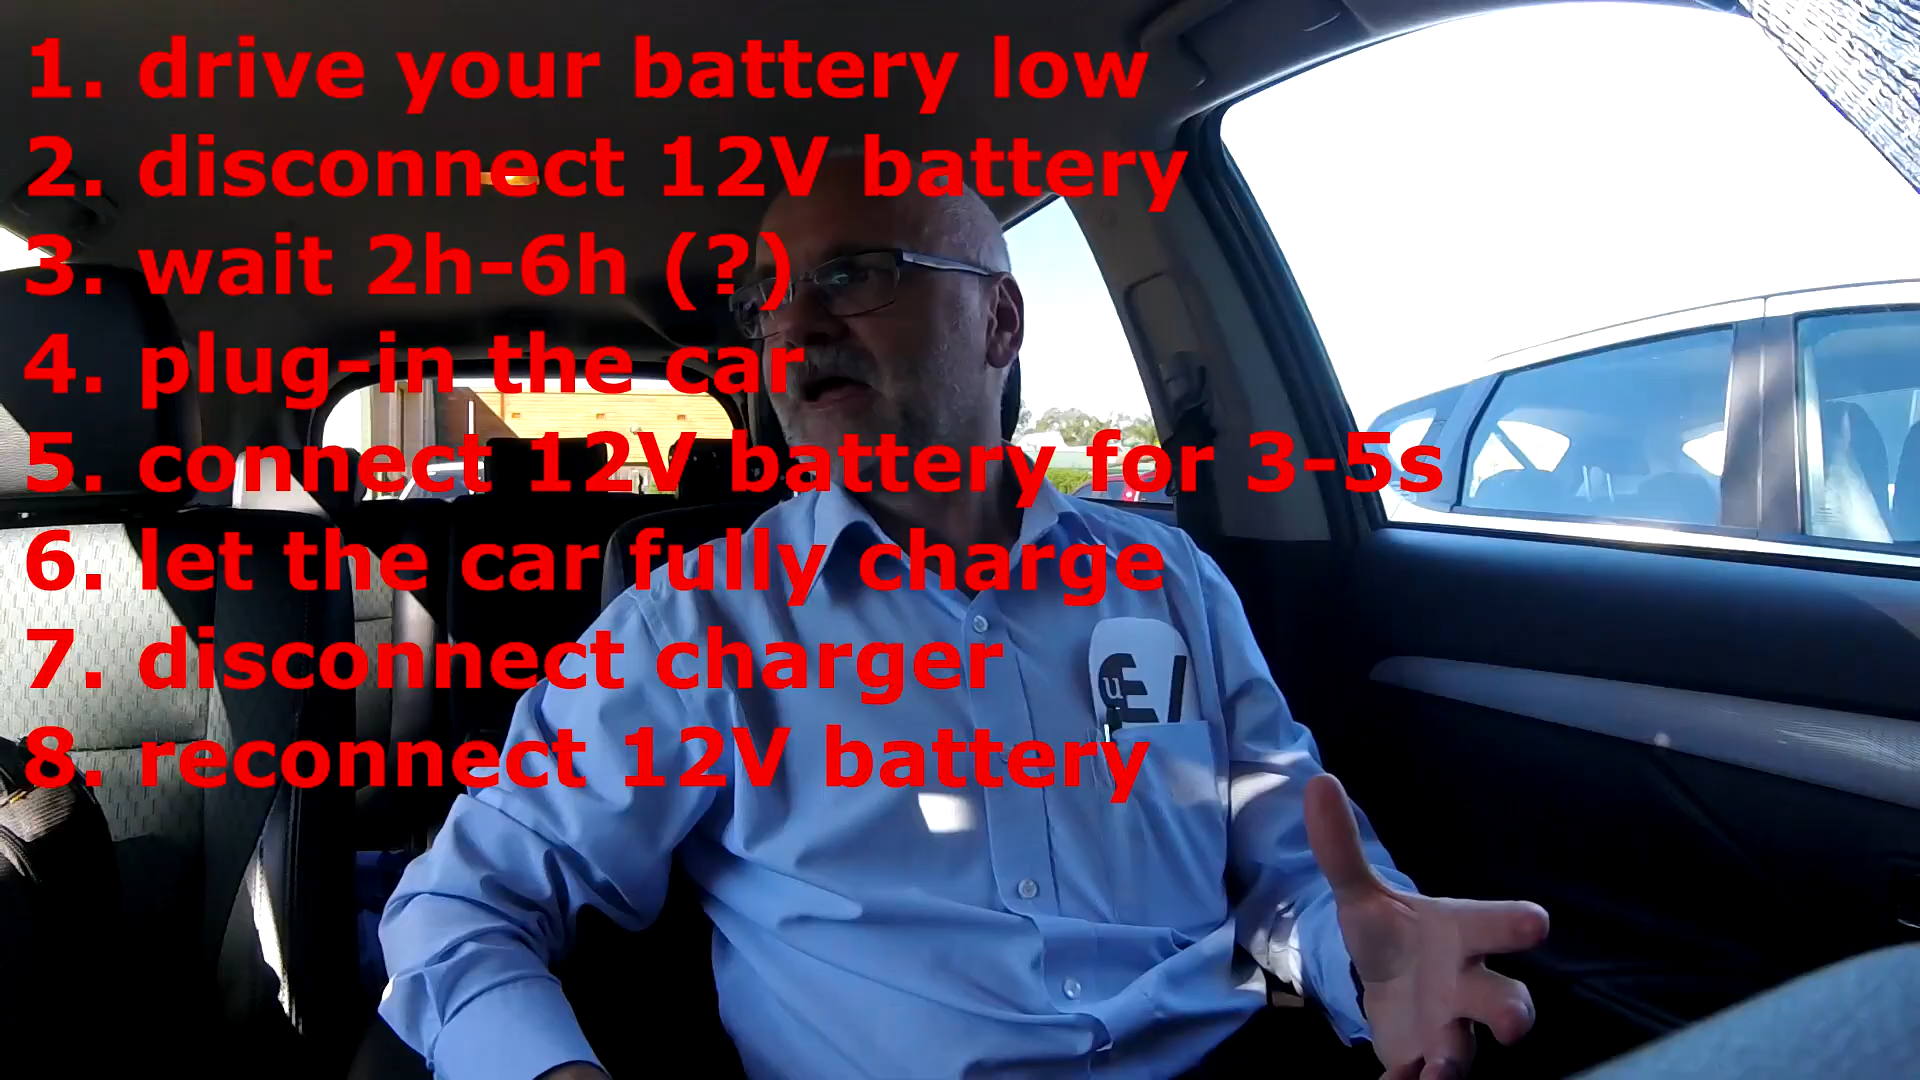 1. drive your battery low
2. disconnect 12V battery
3. wait 2h-6h (?)
4. plug-in the car
5. connect 12V battery for 3-5s
6. let the car fully charge
7. disconnect charger
8. reconnect 12V battery
uEV